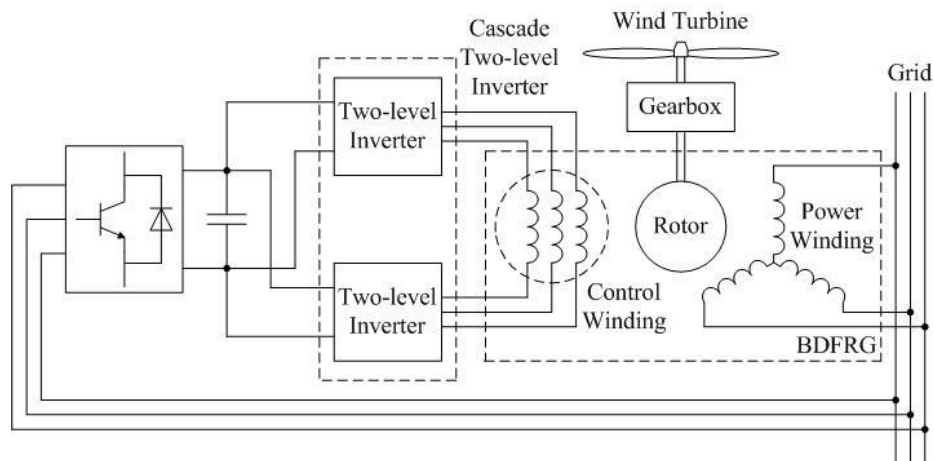 Cascade
Two-level
Inverter
Wind Turbine
Grid
Gearbox
Two-level
Inverter
Rotor
Power
Winding
Two-level
Inverter
Control
Winding
BDFRG